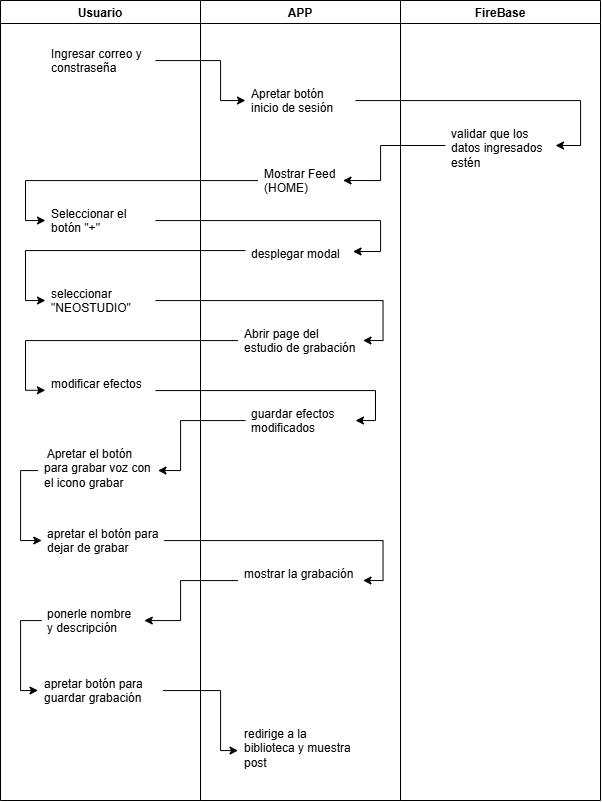 Usuario
APP
FireBase
Ingresar correo y
constraseña
Apretar botón
inicio de sesión
validar que los
datos ingresados
estén
Mostrar Feed
(HOME)
Seleccionar el
botón "+"
desplegar modal
seleccionar
"NEOSTUDIO"
Abrir page del
estudio de grabación
modificar efectos
guardar efectos
modificados
Apretar el botón
para grabar voz con
el icono grabar
apretar el botón para
dejar de grabar
mostrar la grabación
ponerle nombre
y descripción
apretar botón para
guardar grabación
redirige a la
biblioteca y muestra
post